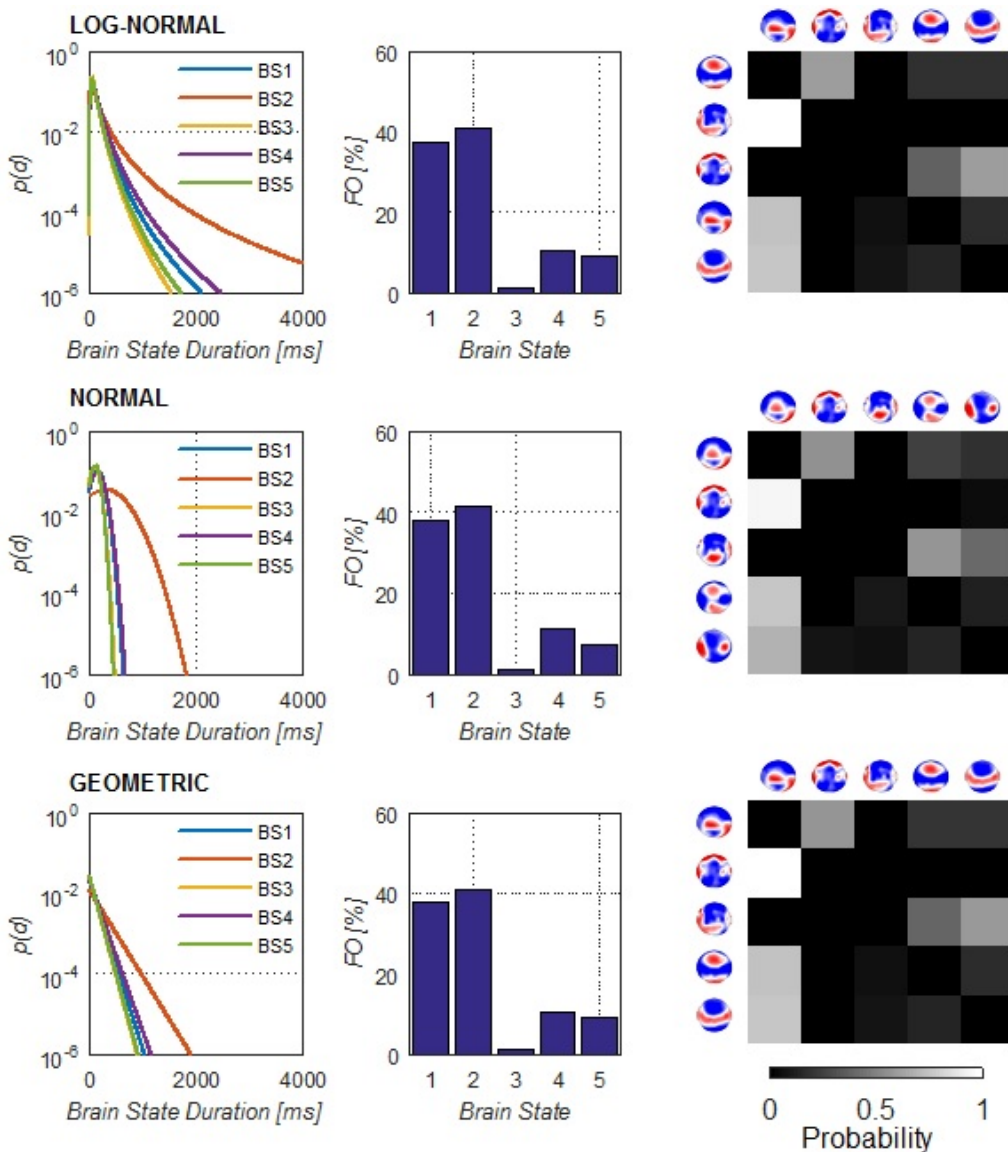 LOG-NORMAL
10^0
10^-2
10^-4
10^-6
p(d)
BS1
BS2
BS3
BS4
BS5
0 2000 4000
Brain State Duration [ms]
60
40
20
0
FO [%]
1 2 3 4 5
Brain State
NORMAL
10^0
10^-2
10^-4
10^-6
p(d)
BS1
BS2
BS3
BS4
BS5
0 2000 4000
Brain State Duration [ms]
60
40
20
0
FO [%]
1 2 3 4 5
Brain State
GEOMETRIC
10^0
10^-2
10^-4
10^-6
p(d)
BS1
BS2
BS3
BS4
BS5
0 2000 4000
Brain State Duration [ms]
60
40
20
0
FO [%]
1 2 3 4 5
Brain State
0 0.5 1
Probability